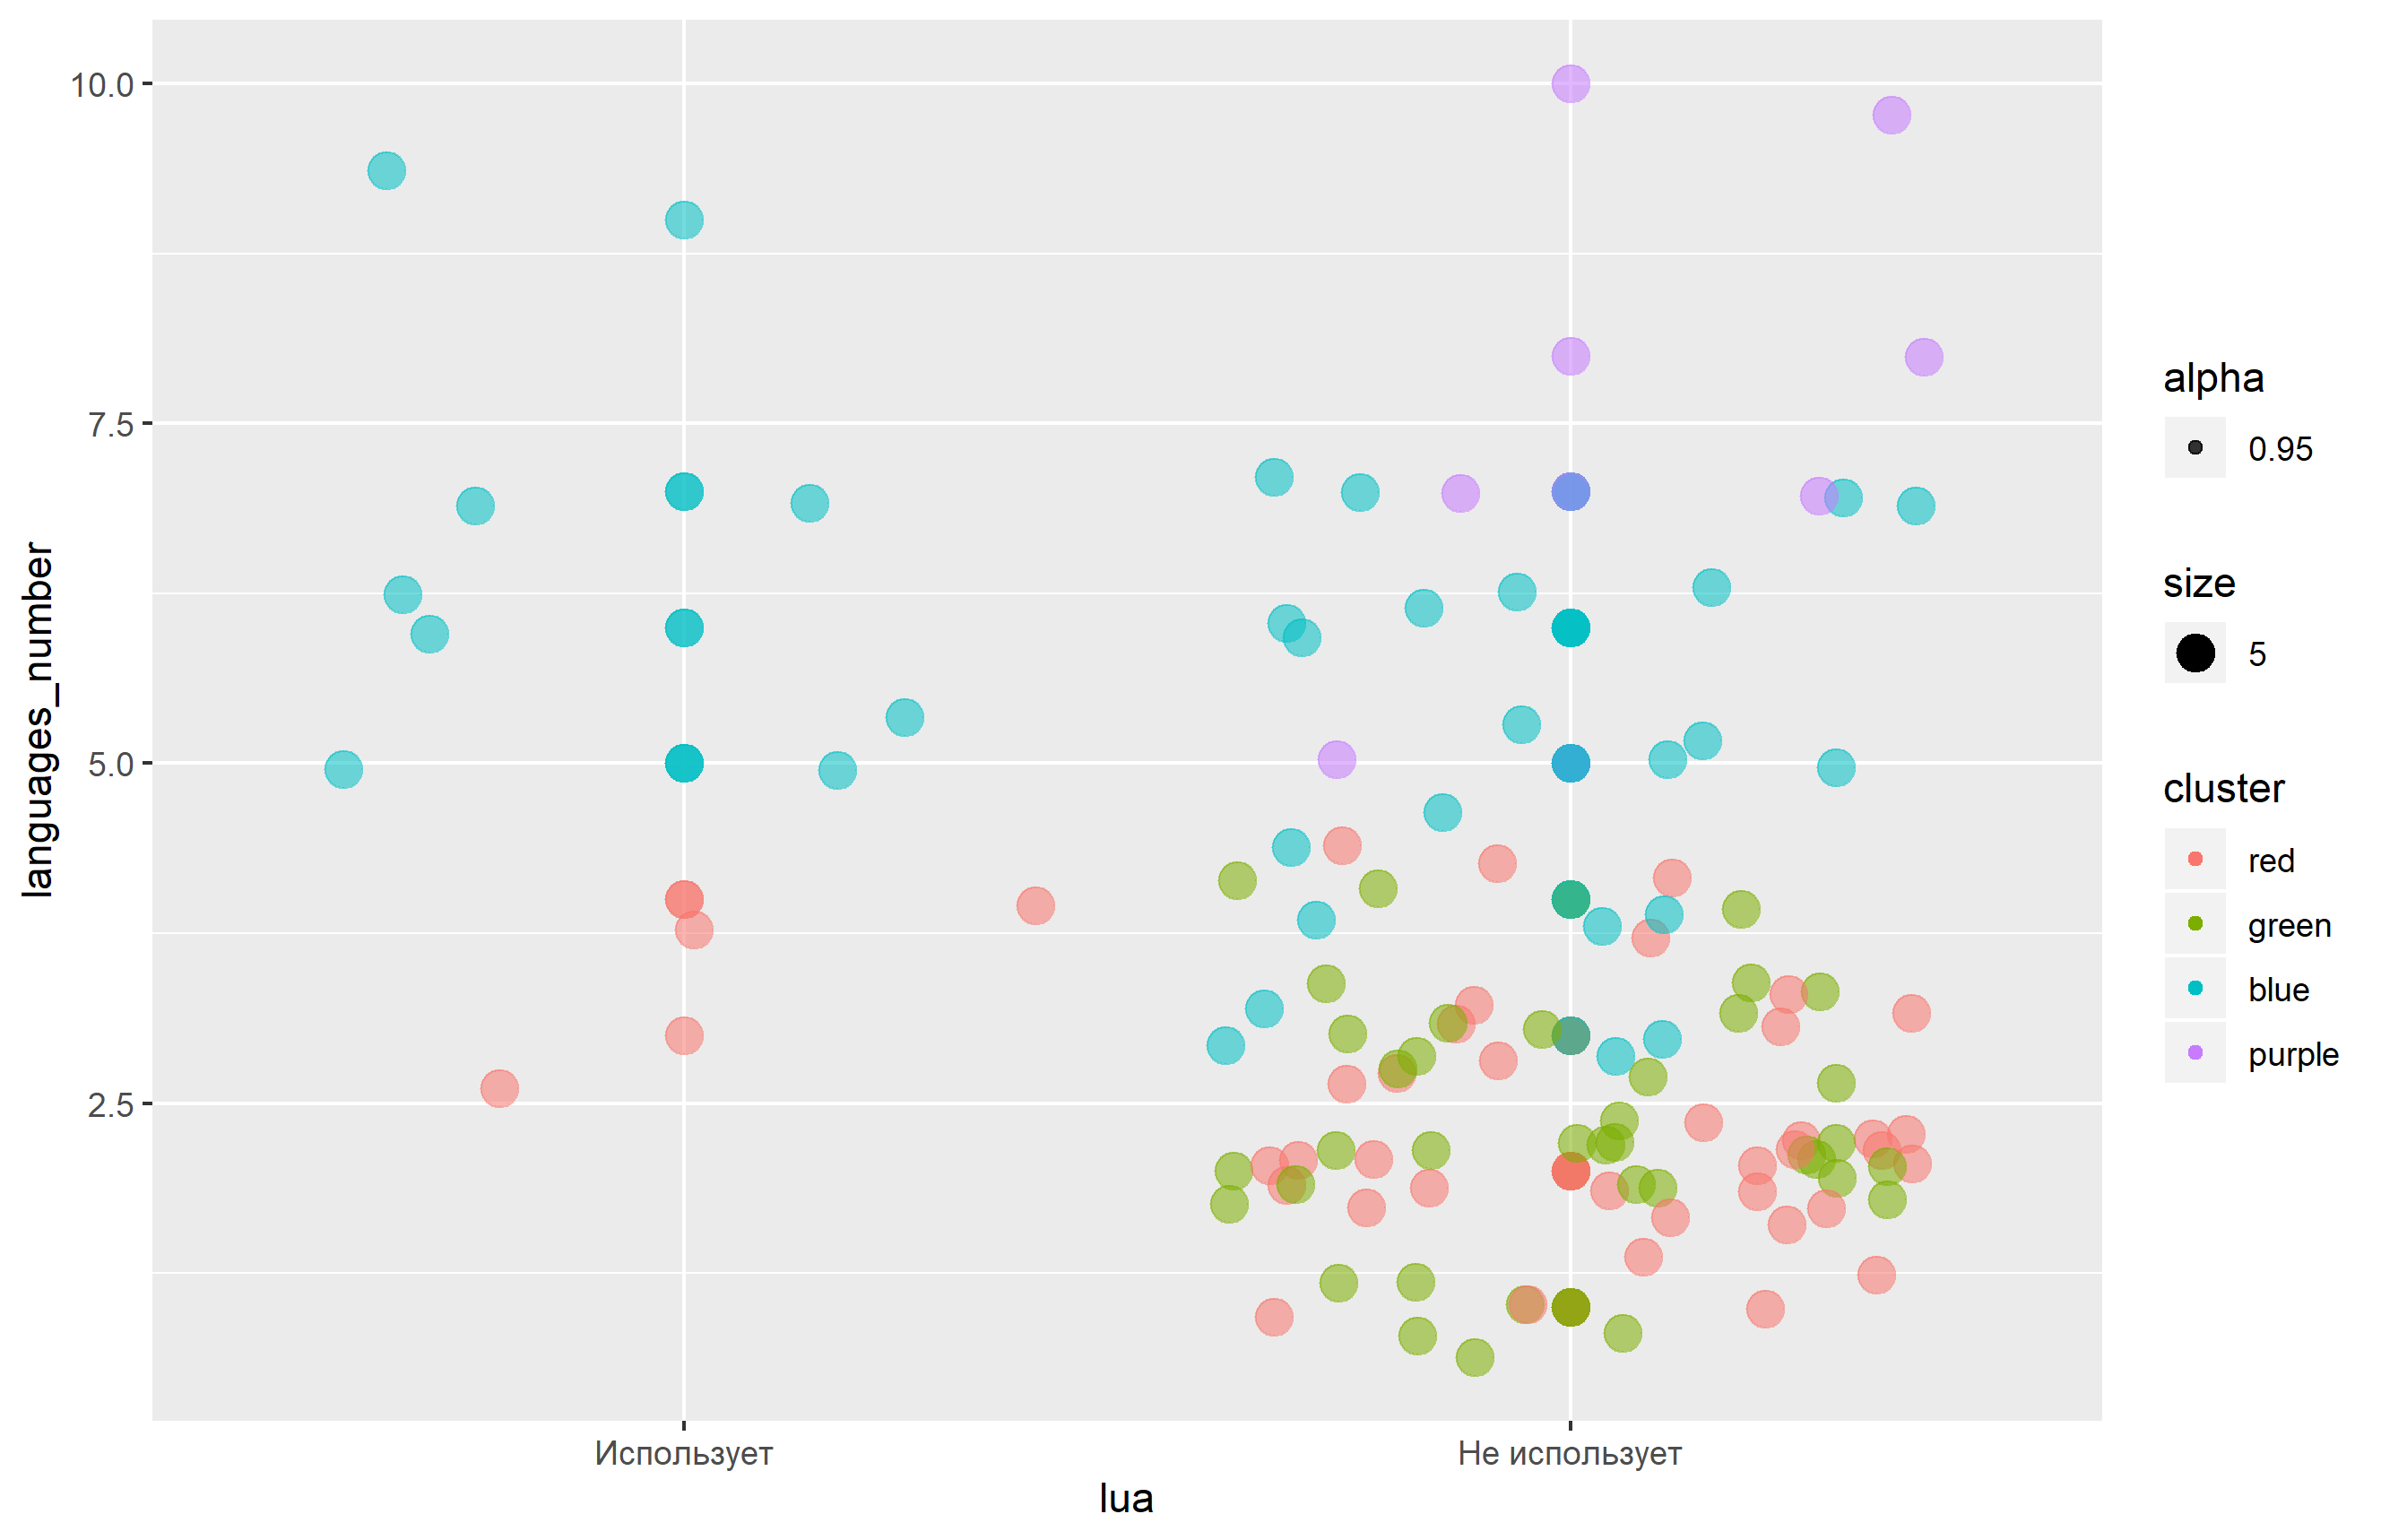 10.0
7.5
5.0
2.5
languages_number
Использует
Не использует
lua
alpha
0.95
size
5
cluster
red
green
blue
purple